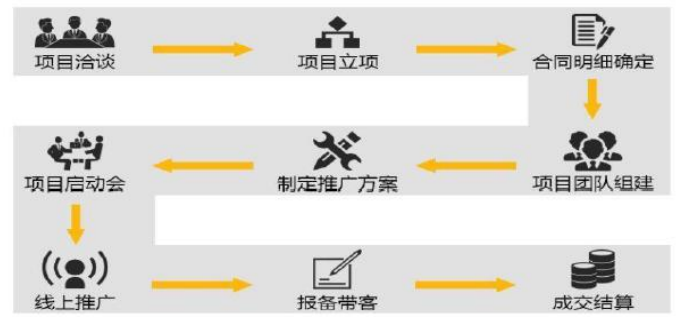 项目洽谈
项目立项
合同明细确定
项目团队组建
制定推广方案
项目启动会
线上推广
报备带客
成交结算